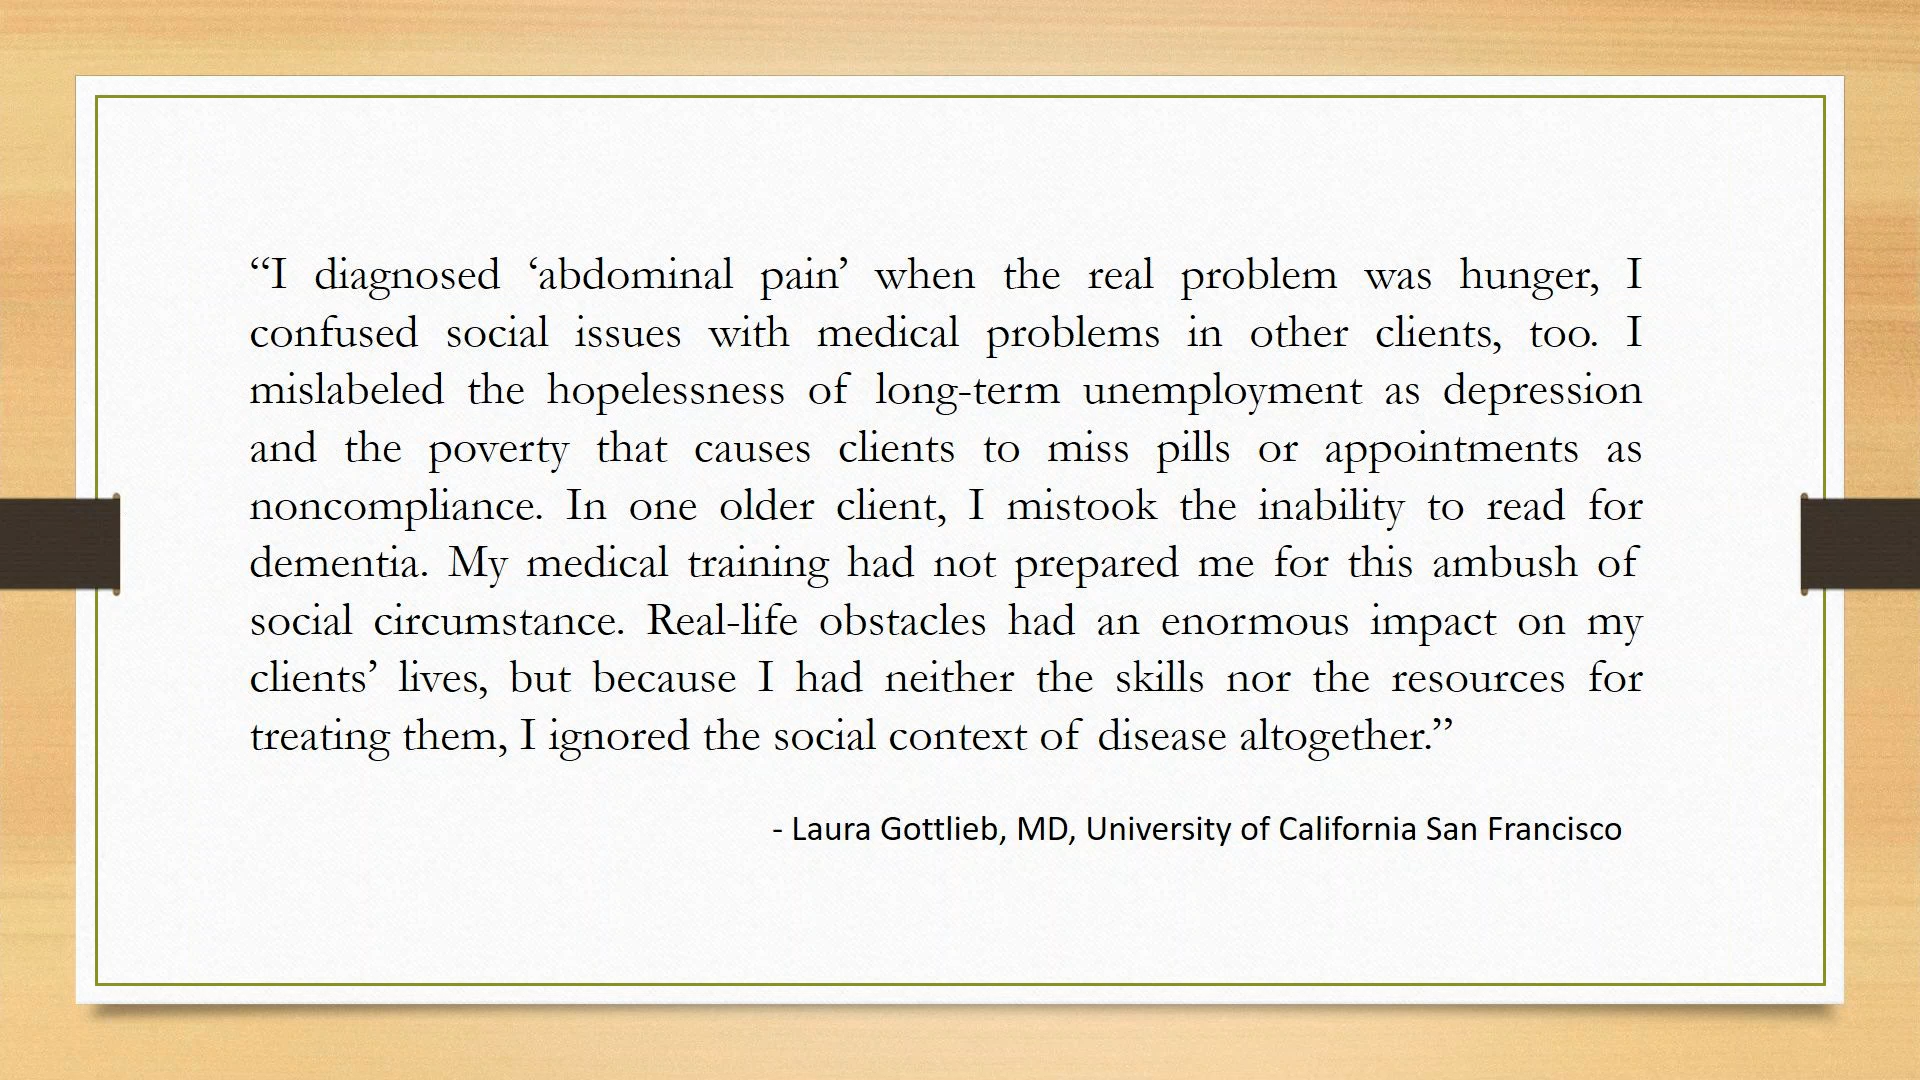 “I diagnosed ‘abdominal pain’ when the real problem was hunger, I
confused social issues with medical problems in other clients, too. I
mislabeled the hopelessness of long-term unemployment as depression
and the poverty that causes clients to miss pills or appointments as
noncompliance. In one older client, I mistook the inability to read for
dementia. My medical training had not prepared me for this ambush of
social circumstance. Real-life obstacles had an enormous impact on my
clients’ lives, but because I had neither the skills nor the resources for
treating them, I ignored the social context of disease altogether.”
- Laura Gottlieb, MD, University of California San Francisco